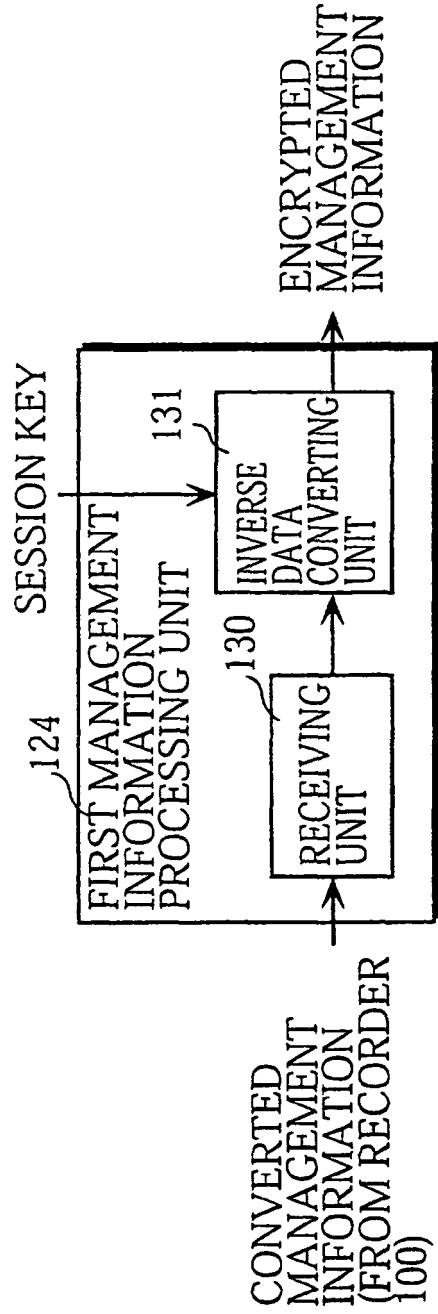 SESSION KEY
124
FIRST MANAGEMENT
INFORMATION
PROCESSING UNIT
130
RECEIVING
UNIT
131
INVERSE
DATA
CONVERTING
UNIT
CONVERTED
MANAGEMENT
INFORMATION
(FROM RECORDER
100)
ENCRYPTED
MANAGEMENT
INFORMATION